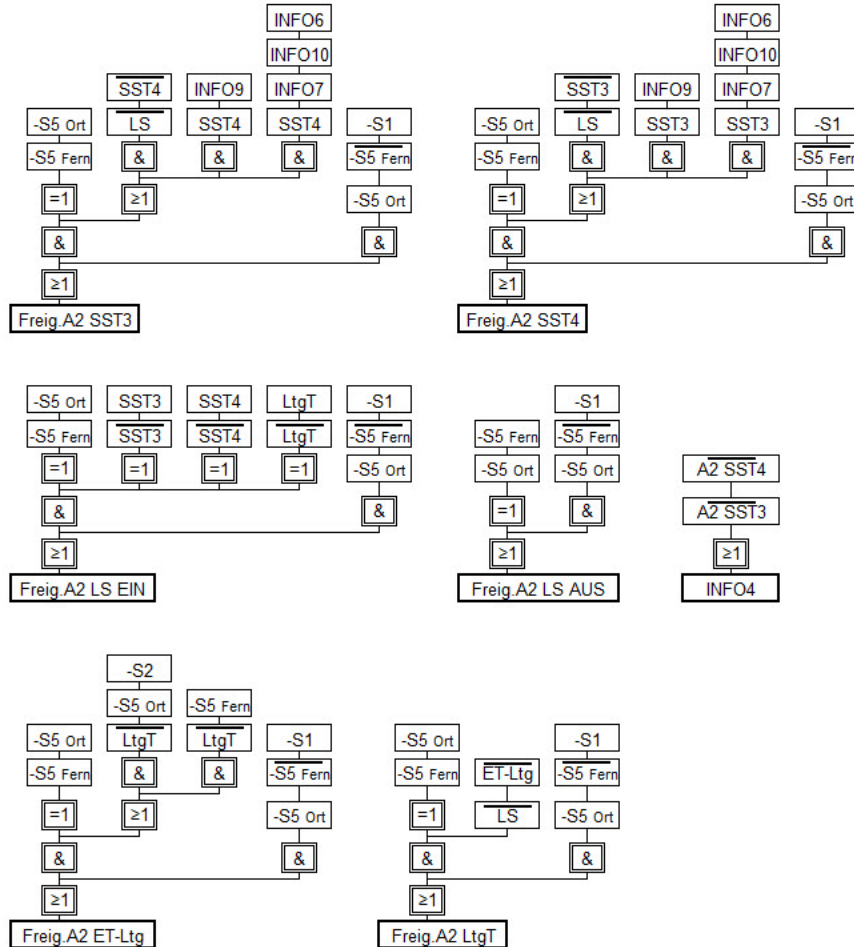 INFO6 INFO6
INFO10 INFO10
SST4 INFO9 INFO7 SST3 INFO9 INFO7
-S5 Ort LS SST4 SST4 -S1 -S5 Ort LS SST3 SST3 -S1
-S5 Fern & & & -S5 Fern -S5 Fern & & & -S5 Fern
=1 ≥1 -S5 Ort =1 ≥1 -S5 Ort
& & & &
≥1 ≥1
Freig.A2 SST3 Freig.A2 SST4
-S5 Ort SST3 SST4 LtgT -S1 -S1
-S5 Fern SST3 SST4 LtgT -S5 Fern -S5 Fern -S5 Fern
=1 =1 =1 =1 -S5 Ort -S5 Ort -S5 Ort A2 SST4
& & =1 & A2 SST3
≥1 ≥1 ≥1
Freig.A2 LS EIN Freig.A2 LS AUS INFO4
-S2
-S5 Ort -S5 Fern
-S5 Ort LtgT LtgT -S1 -S5 Ort -S1
-S5 Fern & & -S5 Fern -S5 Fern ET-Ltg -S5 Fern
=1 ≥1 -S5 Ort =1 LS -S5 Ort
& & & &
≥1 ≥1
Freig.A2 ET-Ltg Freig.A2 LtgT